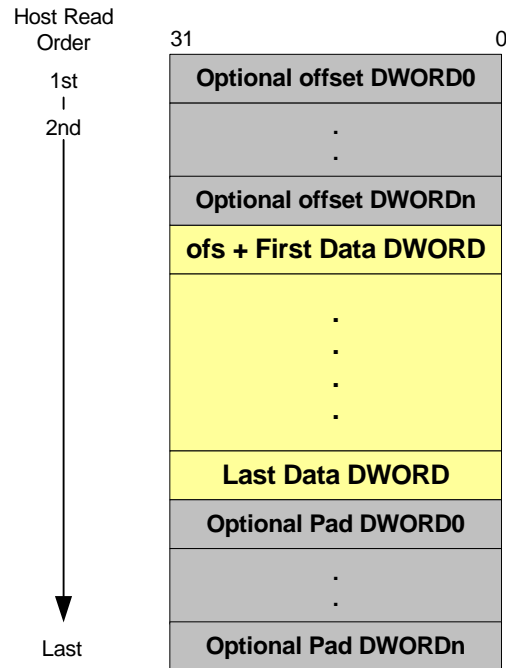 Host Read
Order
31 0
1st
2nd
Optional offset DWORD0
.
.
Optional offset DWORDn
ofs + First Data DWORD
.
.
.
.
Last Data DWORD
Optional Pad DWORD0
.
.
Last
Optional Pad DWORDn